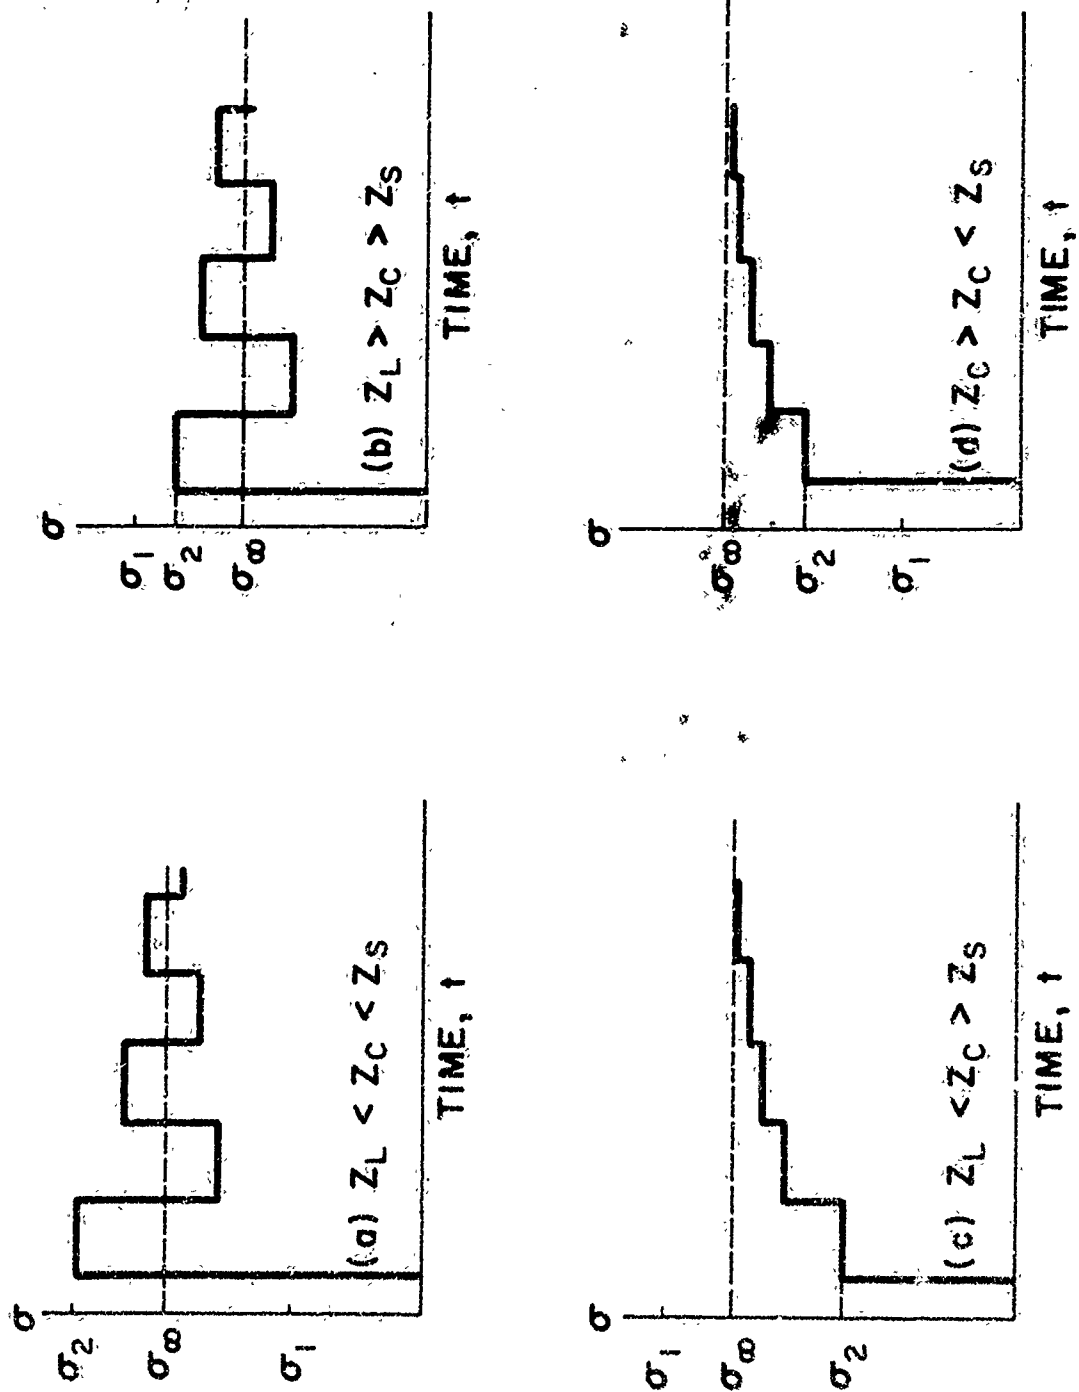 σ
σ₂
σ∞
σ₁
(a) Z_L < Z_C < Z_S
TIME, t
σ
σ₁
σ₂
σ∞
(b) Z_L > Z_C > Z_S
TIME, t
σ
σ₁
σ∞
σ₂
(c) Z_L < Z_C > Z_S
TIME, t
σ
σ∞
σ₂
σ₁
(d) Z_C > Z_C < Z_S
TIME, t